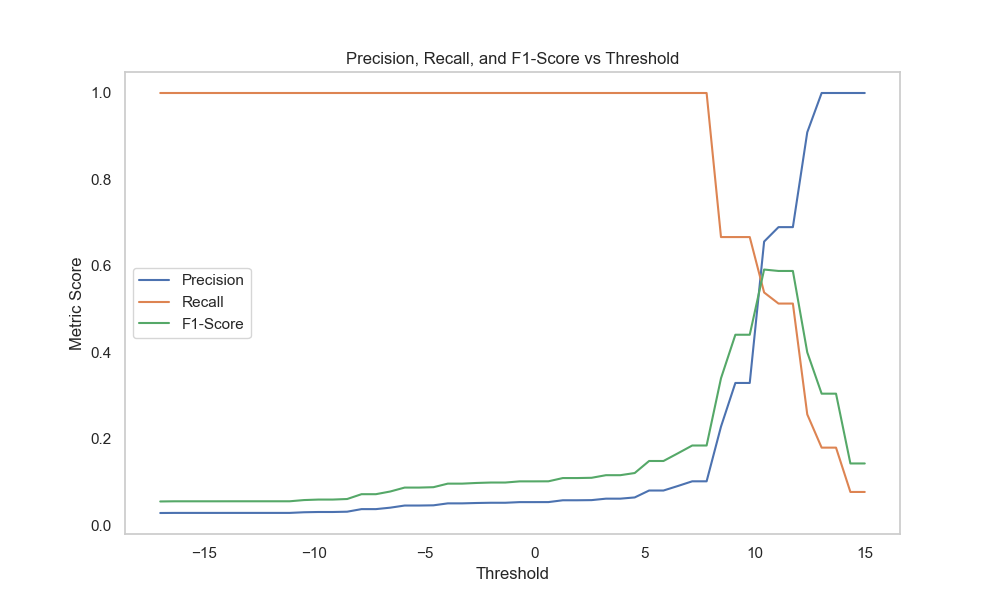 Precision, Recall, and F1-Score vs Threshold
1.0
0.8
0.6
0.4
0.2
0.0
Metric Score
Precision
Recall
F1-Score
−15
−10
−5
0
5
10
15
Threshold